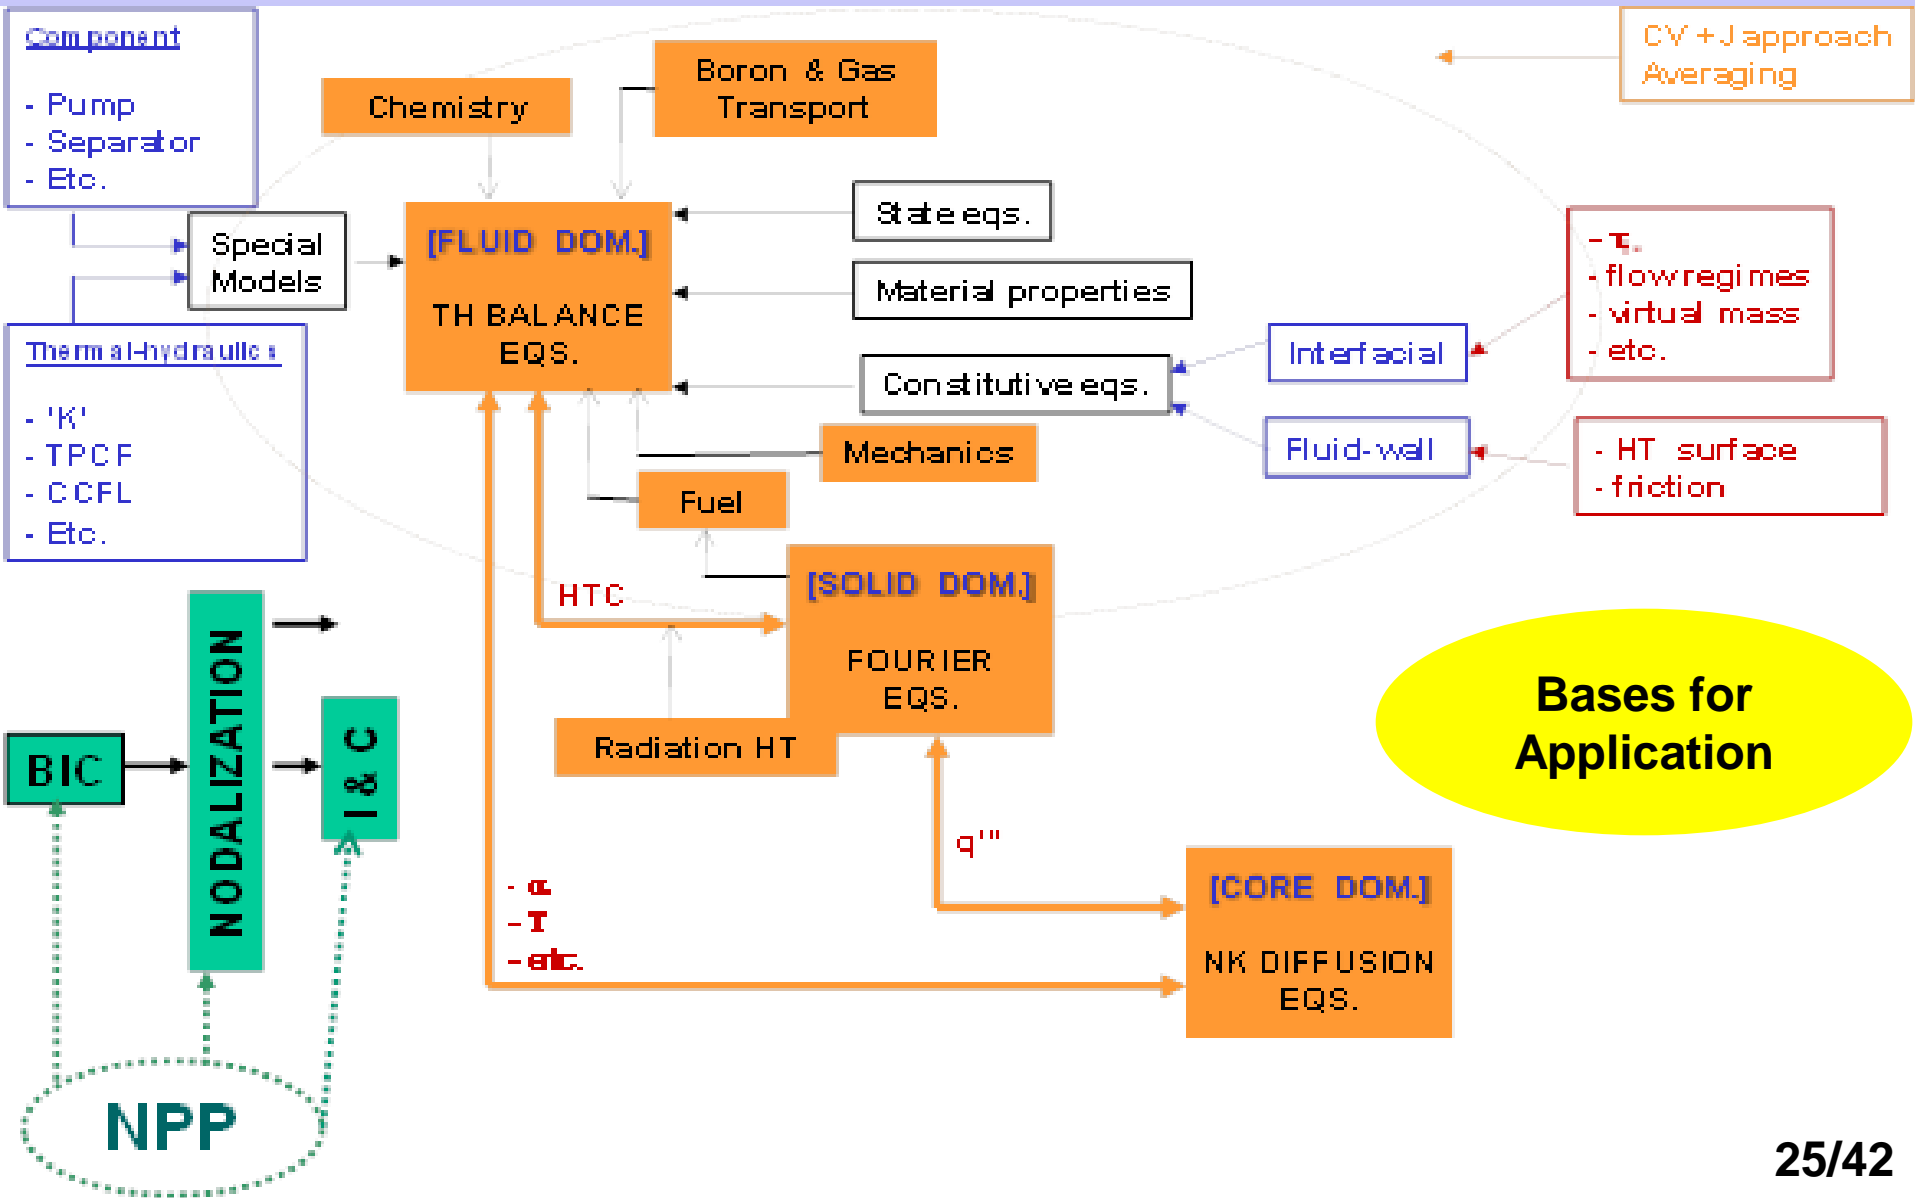 Component
- Pump
- Separator
- Etc.
Chemistry
Boron & Gas
Transport
CV + J approach
Averaging
Special
Models
[FLUID DOM.]
TH BALANCE
EQS.
State eqs.
Material properties
Constitutive eqs.
Interfacial
Fluid-wall
- flow regimes
- virtual mass
- etc.
- HT surface
- friction
Thermal-hydraulics
- 'K'
- TPCF
- CCFL
- Etc.
Mechanics
Fuel
HTC
[SOLID DOM.]
FOURIER
EQS.
Radiation HT
q'''
- α
- T
- etc.
[CORE DOM.]
NK DIFFUSION
EQS.
Bases for
Application
BIC
NODALIZATION
I & C
NPP
25/42